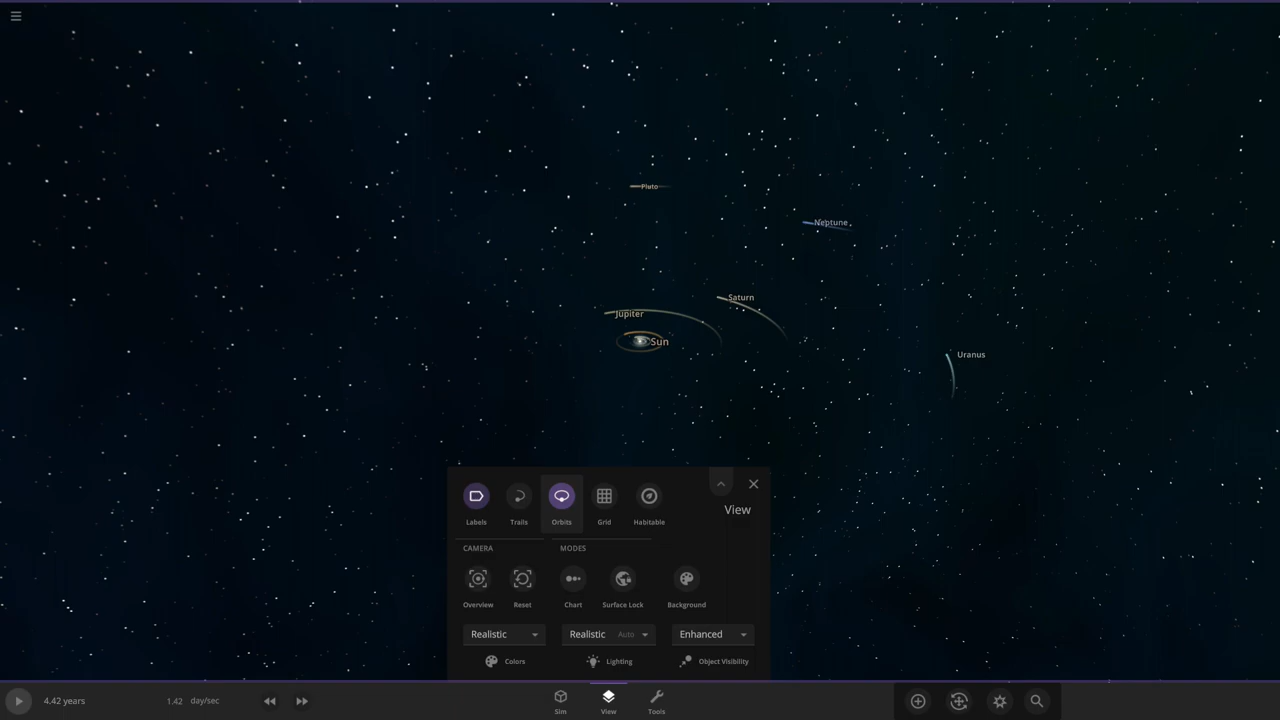 Pluto
Neptune
Saturn
Jupiter
Sun
Uranus
View
Labels Trails Orbits Grid Habitable
CAMERA MODES
Overview Reset Chart Surface Lock Background
Realistic Realistic Auto Enhanced
Colors Lighting Object Visibility
4.42 years 1.42 day/sec
Sim View Tools